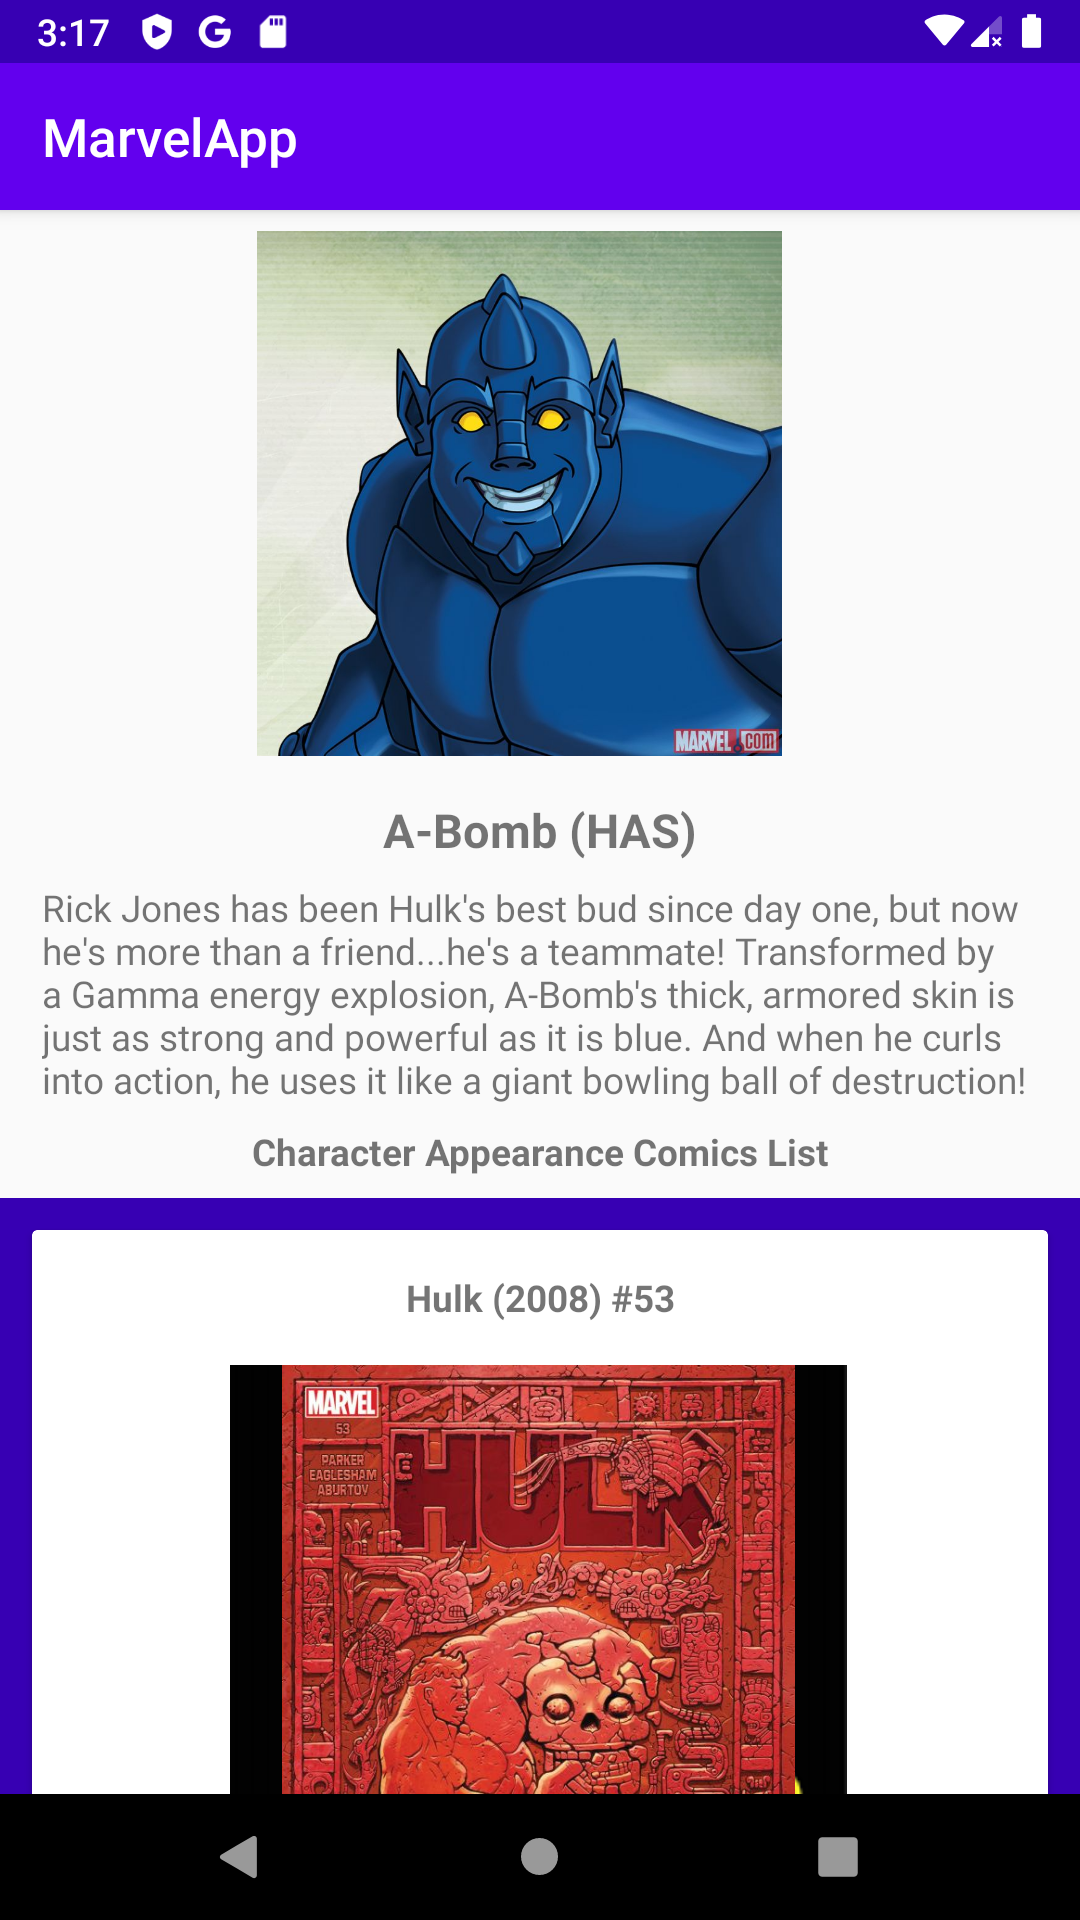 3:17
MarvelApp
MARVEL.com
A-Bomb (HAS)
Rick Jones has been Hulk's best bud since day one, but now
he's more than a friend...he's a teammate! Transformed by
a Gamma energy explosion, A-Bomb's thick, armored skin is
just as strong and powerful as it is blue. And when he curls
into action, he uses it like a giant bowling ball of destruction!
Character Appearance Comics List
Hulk (2008) #53
MARVEL
53
PARKER
EAGLESHAM
ABURTOV
HULK